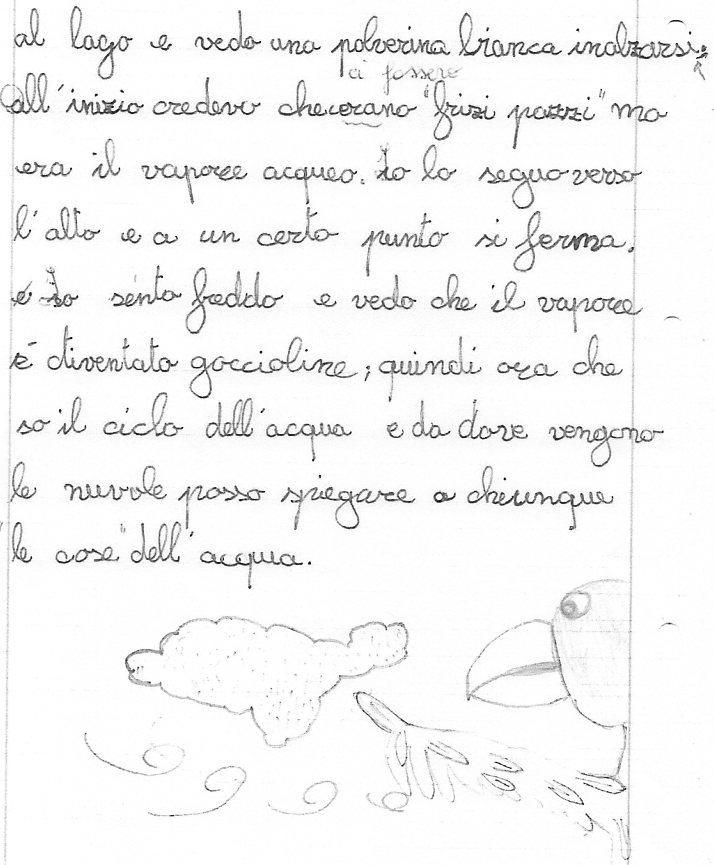 al lago e vedo una polverina bianca inalzarsi;
ci fossero
all'inizio credevo che cerano "frizi pazzi" ma
era il vapore acqueo. Io lo seguo verso
l'alto e a un certo punto si ferma.
é Io sento freddo e vedo che il vapore
é diventato goccioline; quindi ora che
so il ciclo dell'acqua e da dove vengono
le nuvole posso spiegare a chiunque
"le cose" dell'acqua.